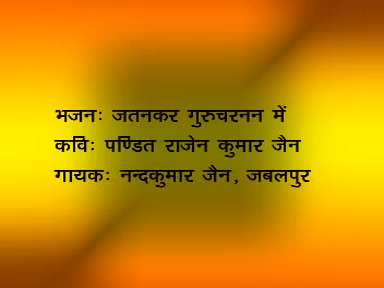 भजनः जतनकर गुरुचरनन में
कविः पण्डित राजेन कुमार जैन
गायकः नन्दकुमार जैन, जबलपुर